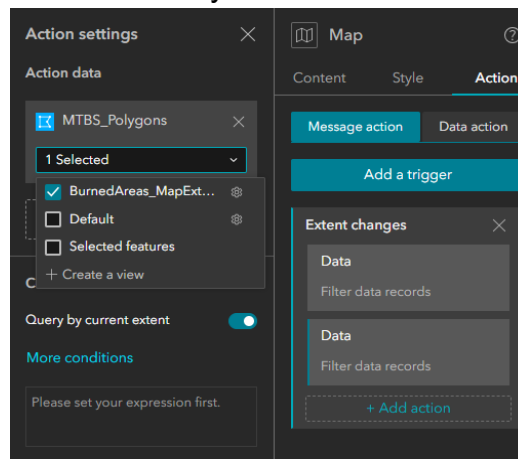 Action settings
Action data
MTBS_Polygons
1 Selected
BurnedAreas_MapExt...
Default
Selected features
+ Create a view
C
Query by current extent
More conditions
Please set your expression first.
Map
Content Style Action
Message action Data action
Add a trigger
Extent changes
Data
Filter data records
Data
Filter data records
+ Add action